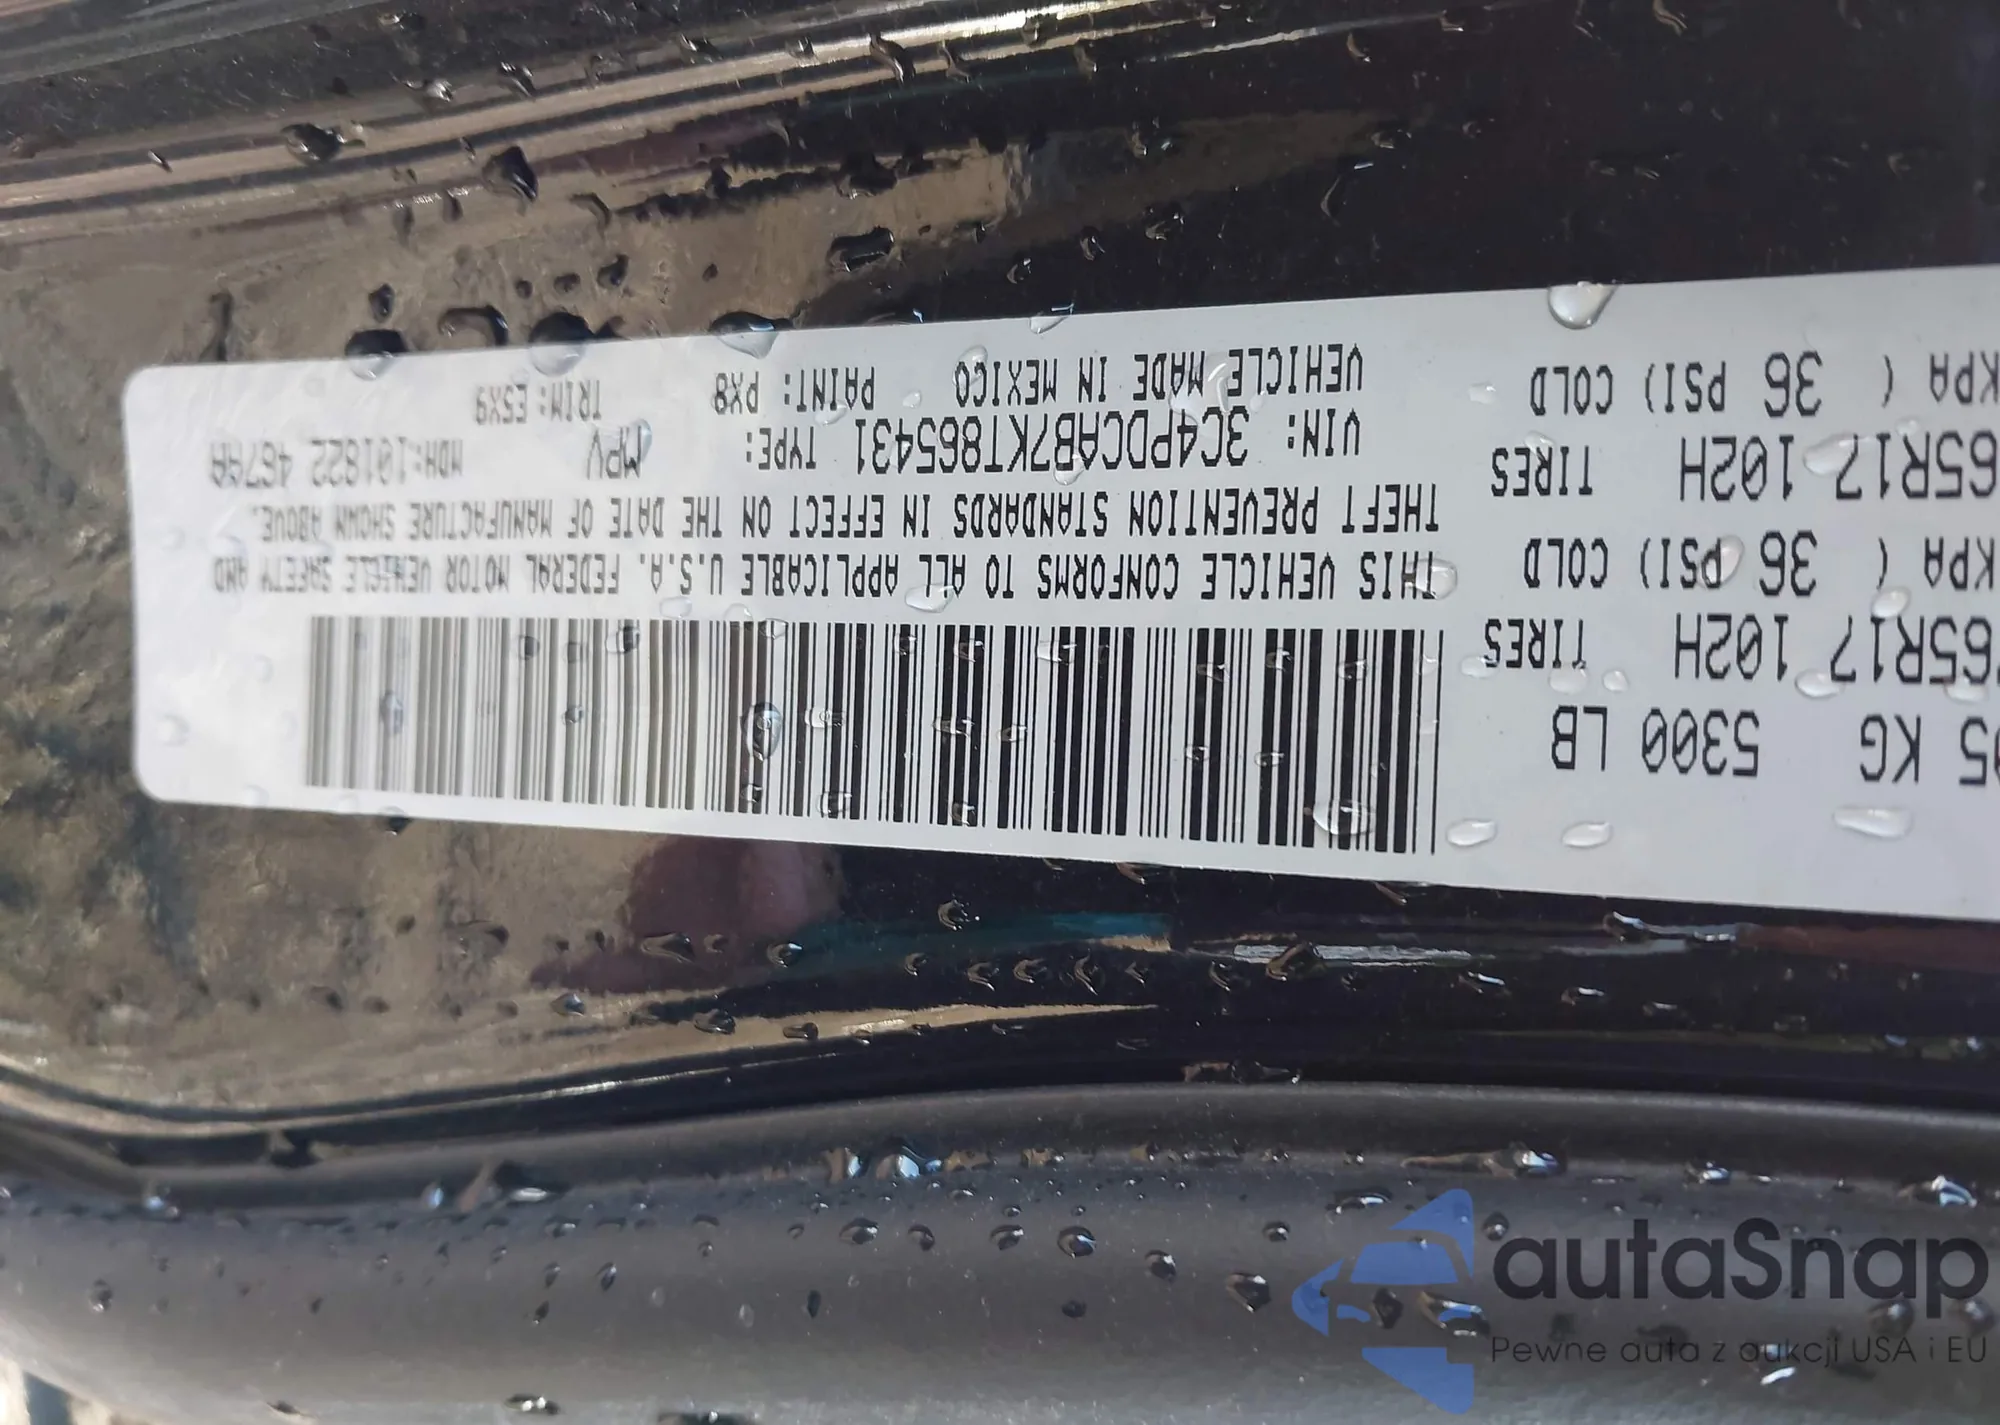 05 KG 5300 LB
65R17 102H TIRES
KPA ( 36 PSI) COLD
65R17 102H TIRES
KPA ( 36 PSI) COLD
THIS VEHICLE CONFORMS TO ALL APPLICABLE U.S.A. FEDERAL MOTOR VEHICLE SAFETY AND
THEFT PREVENTION STANDARDS IN EFFECT ON THE DATE OF MANUFACTURE SHOWN ABOVE.
VIN: 3C4PDCAB7KT865431 TYPE: MPV MDH:101822 467AA
VEHICLE MADE IN MEXICO PAINT: PX8 TRIM: E5X9
autaSnap
Pewne auta z aukcji USA i EU